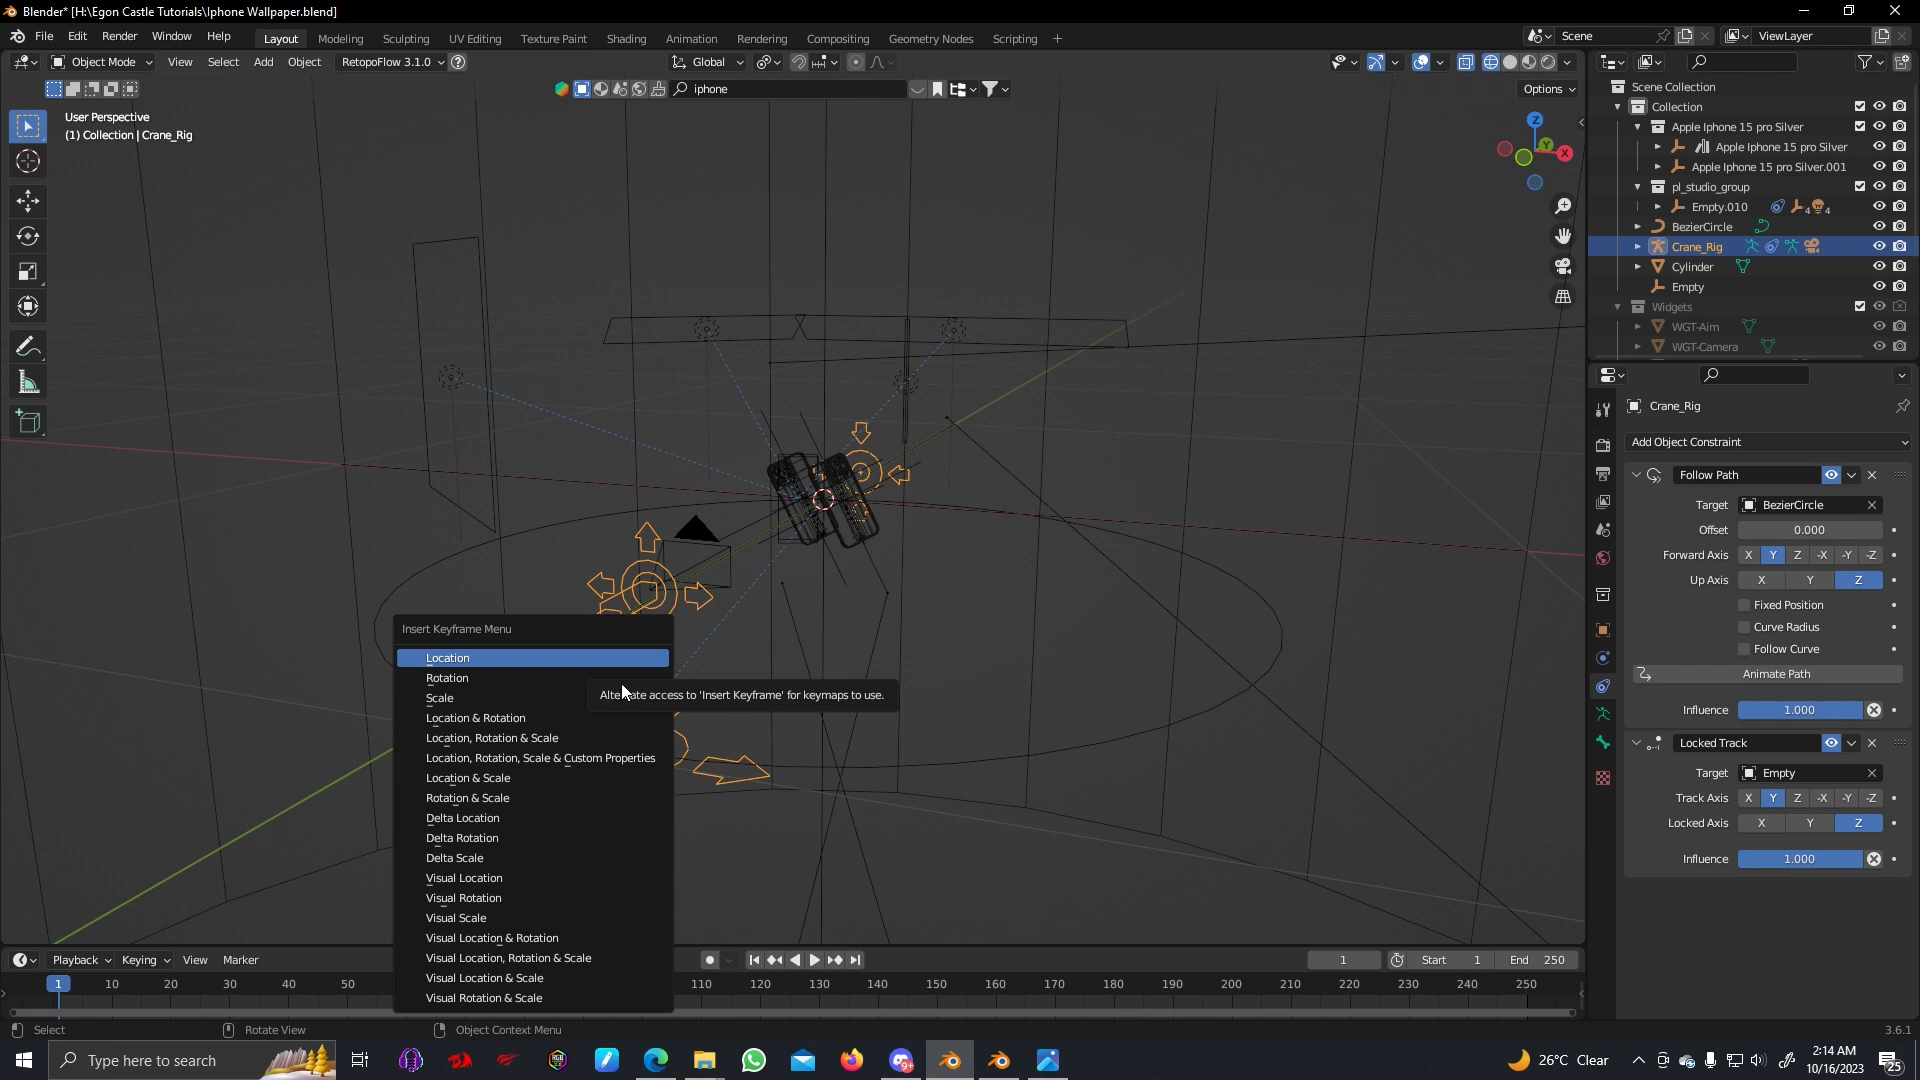 Blender* [H:\Egon Castle Tutorials\Iphone Wallpaper.blend]
File Edit Render Window Help Layout Modeling Sculpting UV Editing Texture Paint Shading Animation Rendering Compositing Geometry Nodes Scripting + Scene ViewLayer
Object Mode View Select Add Object RetopoFlow 3.1.0 Global
iphone Options
User Perspective
(1) Collection | Crane_Rig
Z
Y
X
Scene Collection
Collection
Apple Iphone 15 pro Silver
Apple Iphone 15 pro Silver
Apple Iphone 15 pro Silver.001
pl_studio_group
Empty.010 4 4
BezierCircle
Crane_Rig
Cylinder
Empty
Widgets
WGT-Aim
WGT-Camera
Crane_Rig
Add Object Constraint
Follow Path
Target BezierCircle
Offset 0.000
Forward Axis X Y Z -X -Y -Z
Up Axis X Y Z
Fixed Position
Curve Radius
Follow Curve
Animate Path
Influence 1.000
Locked Track
Target Empty
Track Axis X Y Z -X -Y -Z
Locked Axis X Y Z
Influence 1.000
Insert Keyframe Menu
Location
Rotation
Scale
Location & Rotation
Location, Rotation & Scale
Location, Rotation, Scale & Custom Properties
Location & Scale
Rotation & Scale
Delta Location
Delta Rotation
Delta Scale
Visual Location
Visual Rotation
Visual Scale
Visual Location & Rotation
Visual Location, Rotation & Scale
Visual Location & Scale
Visual Rotation & Scale
Alternate access to 'Insert Keyframe' for keymaps to use.
Playback Keying View Marker 1 Start 1 End 250
1 10 20 30 40 50 110 120 130 140 150 160 170 180 190 200 210 220 230 240 250
Select Rotate View Object Context Menu 3.6.1
Type here to search 9+ 26°C Clear 2:14 AM
10/16/2023 25